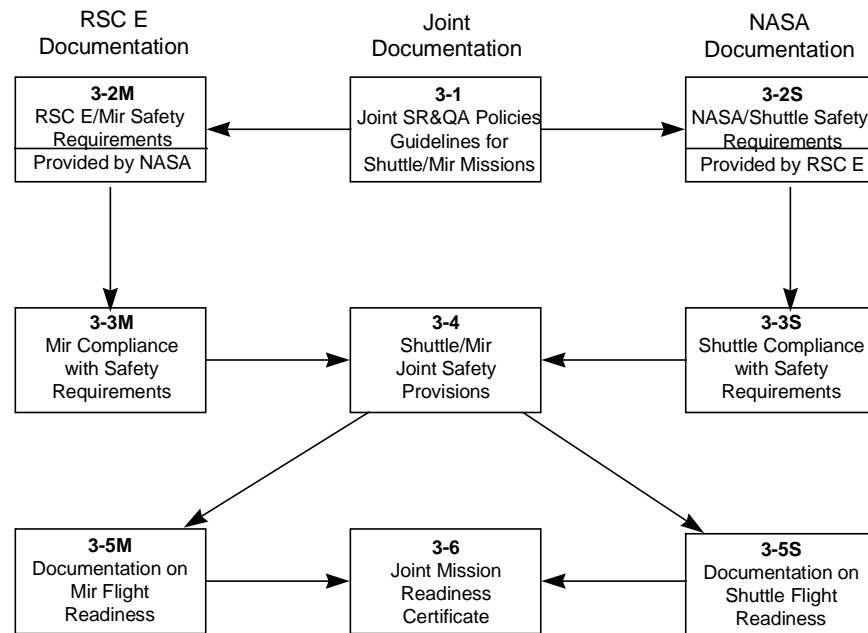 RSC E
Documentation
Joint
Documentation
NASA
Documentation
3-2M
RSC E/Mir Safety
Requirements
Provided by NASA
3-1
Joint SR&QA Policies
Guidelines for
Shuttle/Mir Missions
3-2S
NASA/Shuttle Safety
Requirements
Provided by RSC E
3-3M
Mir Compliance
with Safety
Requirements
3-4
Shuttle/Mir
Joint Safety
Provisions
3-3S
Shuttle Compliance
with Safety
Requirements
3-5M
Documentation on
Mir Flight
Readiness
3-6
Joint Mission
Readiness
Certificate
3-5S
Documentation on
Shuttle Flight
Readiness